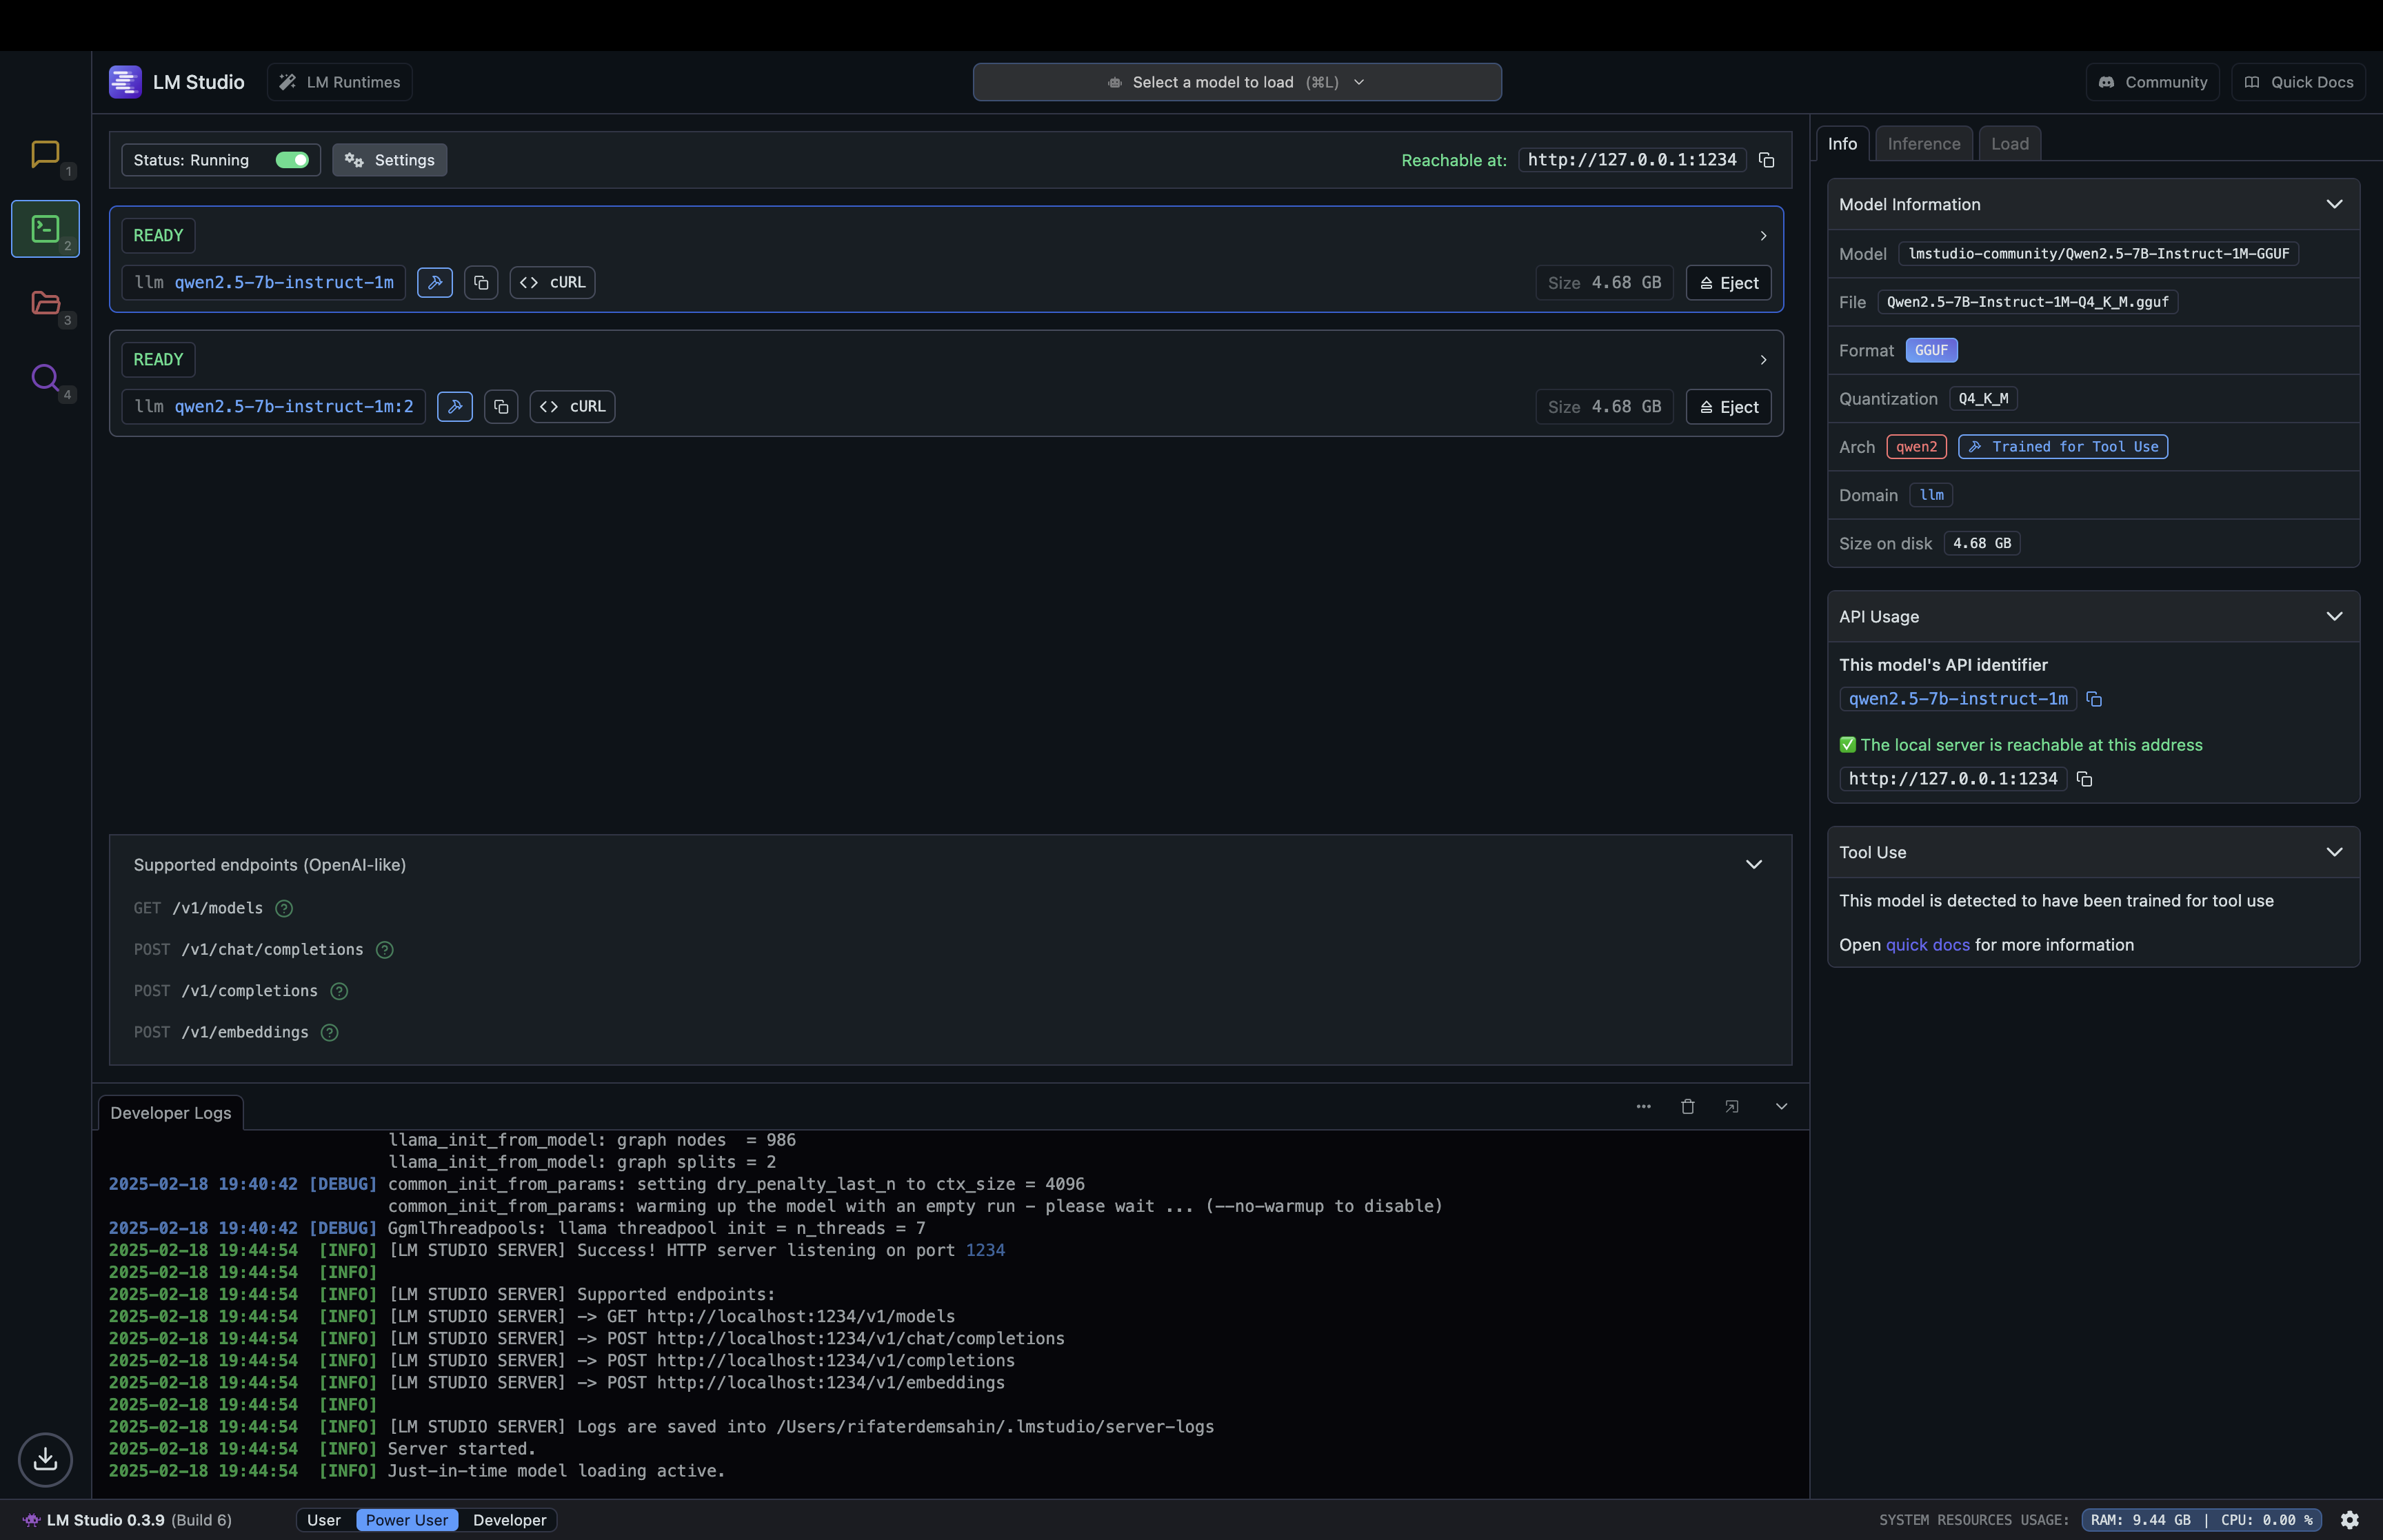 LM Studio
LM Runtimes
Select a model to load (⌘L)
Community
Quick Docs
1
2
3
4
Status: Running
Settings
Reachable at: http://127.0.0.1:1234
READY
llm qwen2.5-7b-instruct-1m
cURL
Size 4.68 GB
Eject
READY
llm qwen2.5-7b-instruct-1m:2
cURL
Size 4.68 GB
Eject
Supported endpoints (OpenAI-like)
GET /v1/models
POST /v1/chat/completions
POST /v1/completions
POST /v1/embeddings
Developer Logs
llama_init_from_model: graph nodes  = 986
llama_init_from_model: graph splits = 2
2025-02-18 19:40:42 [DEBUG] common_init_from_params: setting dry_penalty_last_n to ctx_size = 4096
common_init_from_params: warming up the model with an empty run - please wait ... (--no-warmup to disable)
2025-02-18 19:40:42 [DEBUG] GgmlThreadpools: llama threadpool init = n_threads = 7
2025-02-18 19:44:54  [INFO] [LM STUDIO SERVER] Success! HTTP server listening on port 1234
2025-02-18 19:44:54  [INFO]
2025-02-18 19:44:54  [INFO] [LM STUDIO SERVER] Supported endpoints:
2025-02-18 19:44:54  [INFO] [LM STUDIO SERVER] -> GET http://localhost:1234/v1/models
2025-02-18 19:44:54  [INFO] [LM STUDIO SERVER] -> POST http://localhost:1234/v1/chat/completions
2025-02-18 19:44:54  [INFO] [LM STUDIO SERVER] -> POST http://localhost:1234/v1/completions
2025-02-18 19:44:54  [INFO] [LM STUDIO SERVER] -> POST http://localhost:1234/v1/embeddings
2025-02-18 19:44:54  [INFO]
2025-02-18 19:44:54  [INFO] [LM STUDIO SERVER] Logs are saved into /Users/rifaterdemsahin/.lmstudio/server-logs
2025-02-18 19:44:54  [INFO] Server started.
2025-02-18 19:44:54  [INFO] Just-in-time model loading active.
Info
Inference
Load
Model Information
Model lmstudio-community/Qwen2.5-7B-Instruct-1M-GGUF
File Qwen2.5-7B-Instruct-1M-Q4_K_M.gguf
Format GGUF
Quantization Q4_K_M
Arch qwen2 Trained for Tool Use
Domain llm
Size on disk 4.68 GB
API Usage
This model's API identifier
qwen2.5-7b-instruct-1m
✅ The local server is reachable at this address
http://127.0.0.1:1234
Tool Use
This model is detected to have been trained for tool use
Open quick docs for more information
LM Studio 0.3.9 (Build 6)
User
Power User
Developer
SYSTEM RESOURCES USAGE: RAM: 9.44 GB | CPU: 0.00 %